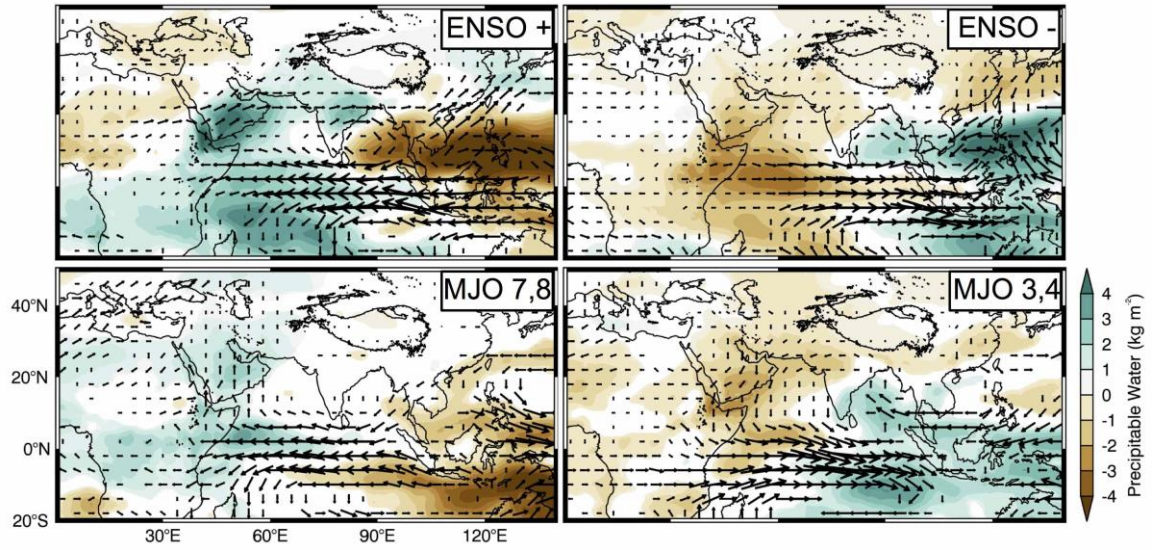 ENSO +
ENSO -
MJO 7,8
MJO 3,4
40°N
20°N
0°N
20°S
30°E
60°E
90°E
120°E
4
3
2
1
0
-1
-2
-3
-4
Precipitable Water (kg m⁻²)